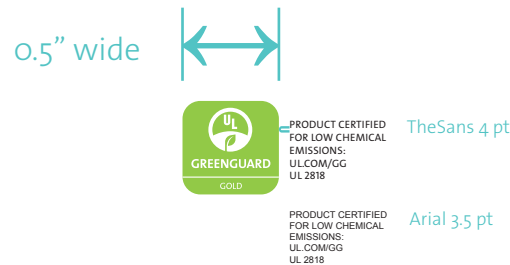 0.5” wide
UL
GREENGUARD
GOLD
PRODUCT CERTIFIED
FOR LOW CHEMICAL
EMISSIONS:
UL.COM/GG
UL 2818
TheSans 4 pt
PRODUCT CERTIFIED
FOR LOW CHEMICAL
EMISSIONS:
UL.COM/GG
UL 2818
Arial 3.5 pt